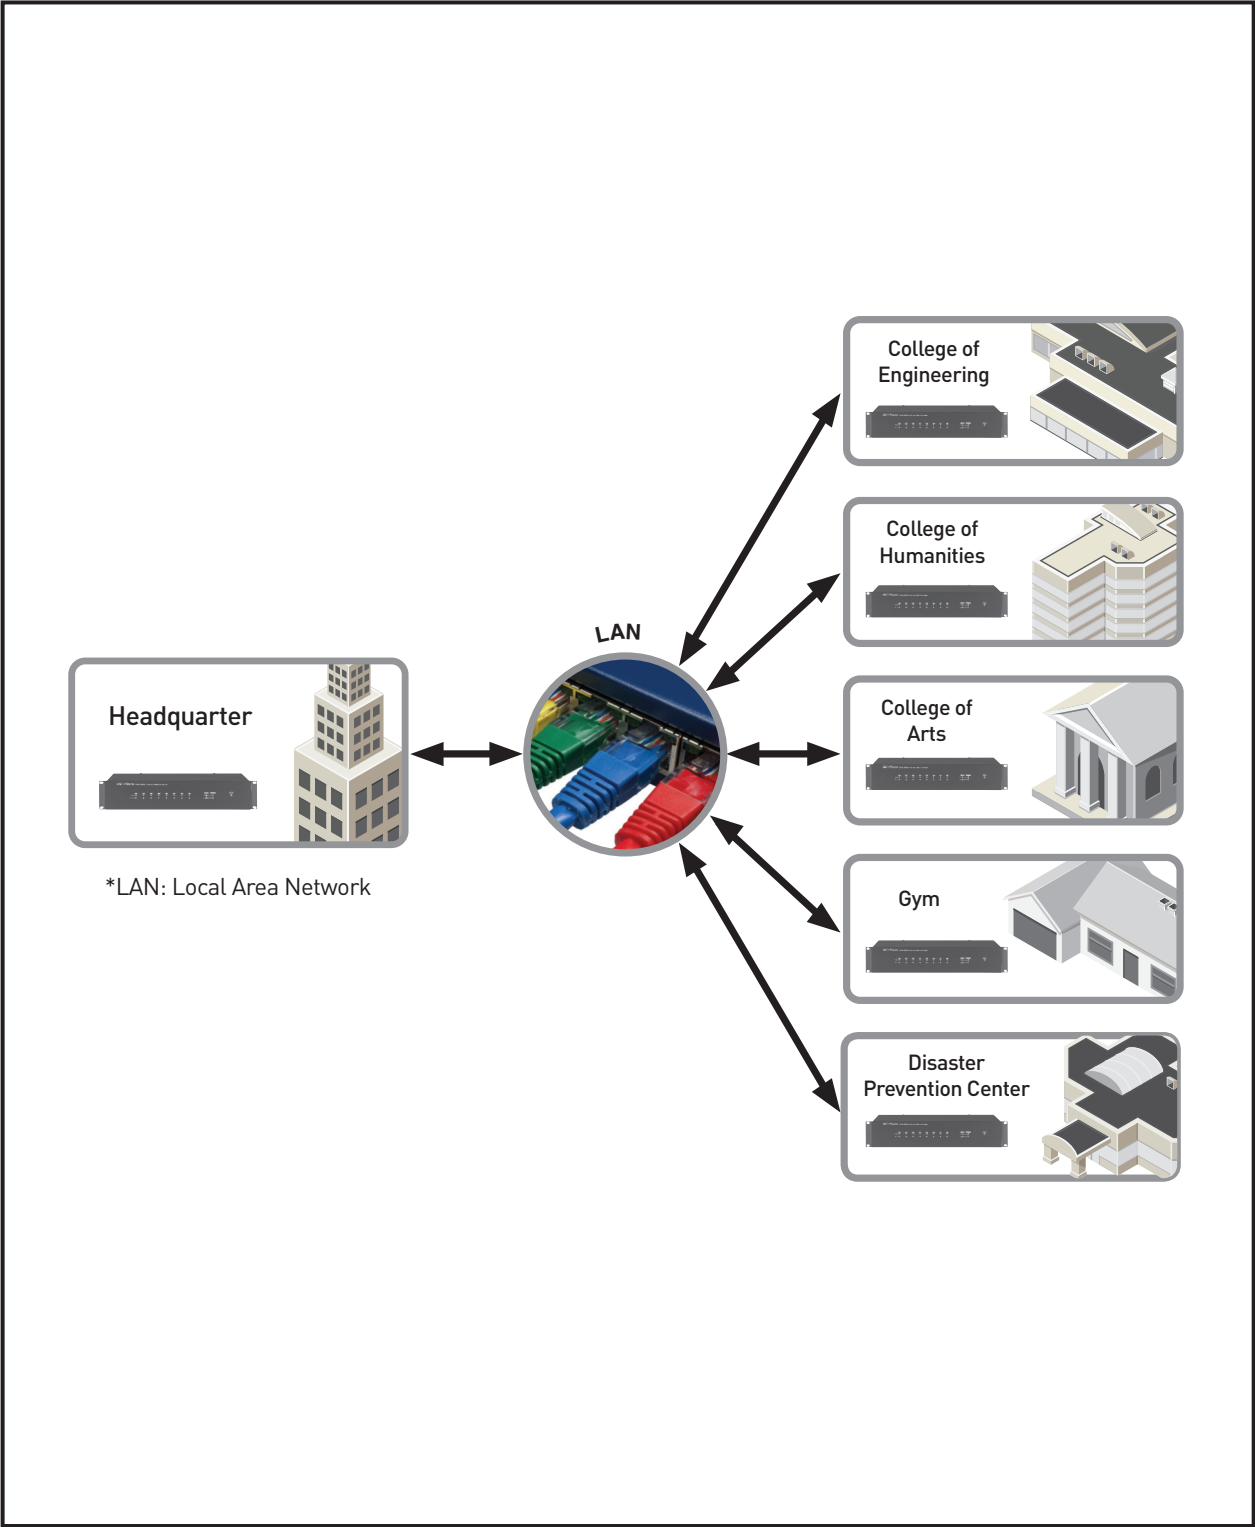 College of
Engineering
College of
Humanities
LAN
College of
Arts
Headquarter
*LAN: Local Area Network
Gym
Disaster
Prevention Center